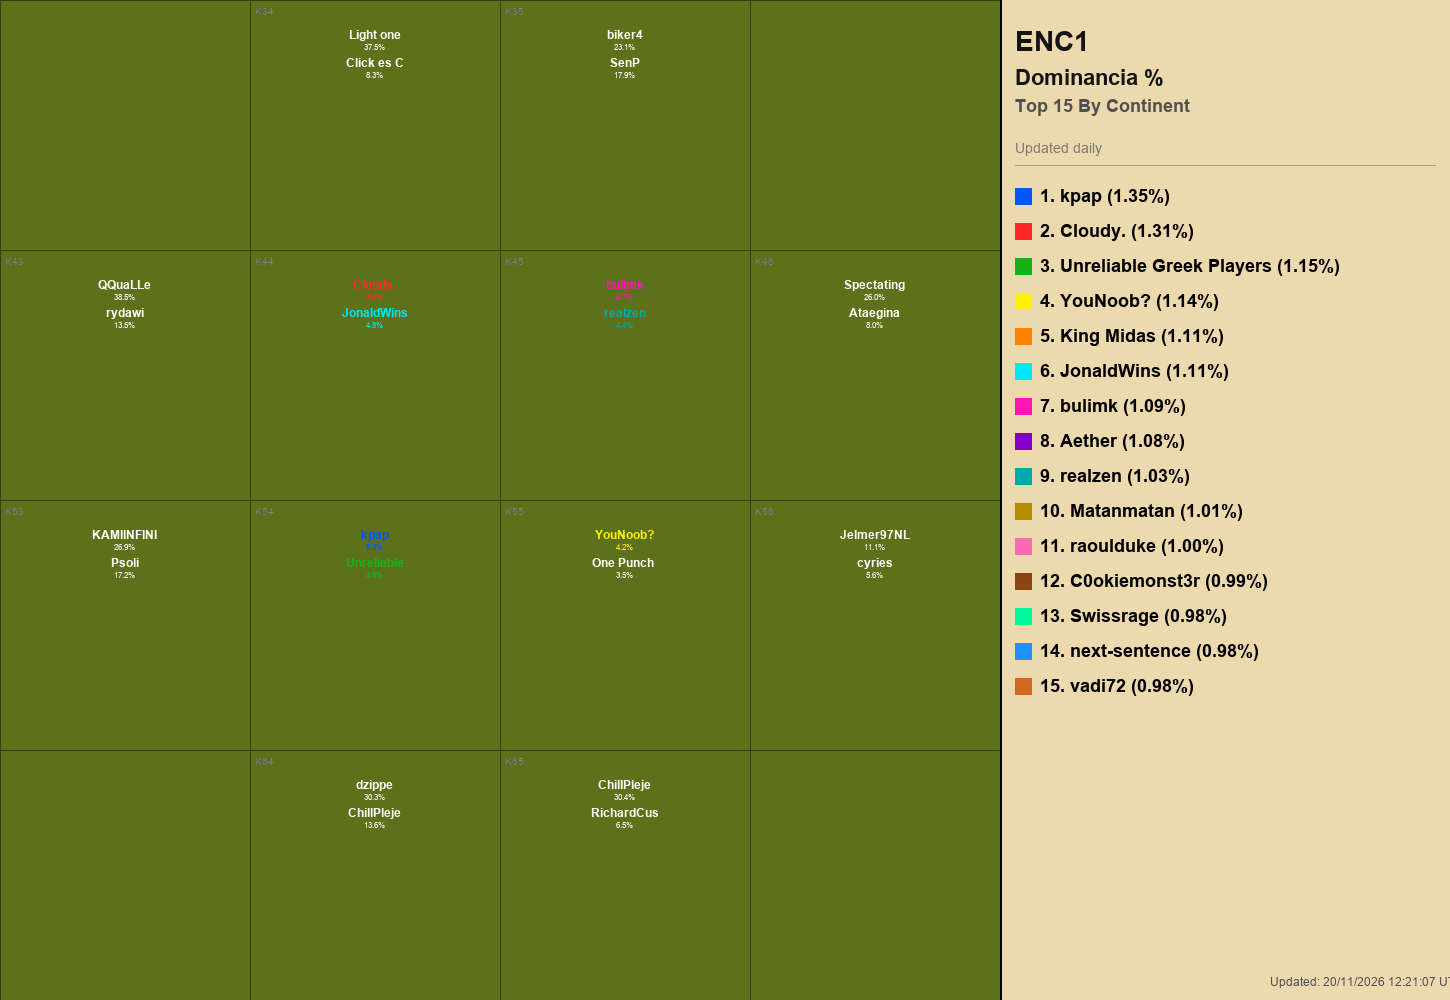 K34
Light one
37.5%
Click es C
8.3%
K35
biker4
23.1%
SenP
17.9%
K43
QQuaLLe
38.5%
rydawi
13.5%
K44
Cloudy.
JonaldWins
4.8%
K45
bulimk
realzen
4.4%
K46
Spectating
26.0%
Ataegina
8.0%
K53
KAMIINFINI
26.9%
Psoli
17.2%
K54
kpap
Unreliable
K55
YouNoob?
4.2%
One Punch
3.5%
K56
Jelmer97NL
11.1%
cyries
5.6%
K64
dzippe
30.3%
ChillPleje
13.6%
K65
ChillPleje
30.4%
RichardCus
6.5%
ENC1
Dominancia %
Top 15 By Continent
Updated daily
1. kpap (1.35%)
2. Cloudy. (1.31%)
3. Unreliable Greek Players (1.15%)
4. YouNoob? (1.14%)
5. King Midas (1.11%)
6. JonaldWins (1.11%)
7. bulimk (1.09%)
8. Aether (1.08%)
9. realzen (1.03%)
10. Matanmatan (1.01%)
11. raoulduke (1.00%)
12. C0okiemonst3r (0.99%)
13. Swissrage (0.98%)
14. next-sentence (0.98%)
15. vadi72 (0.98%)
Updated: 20/11/2026 12:21:07